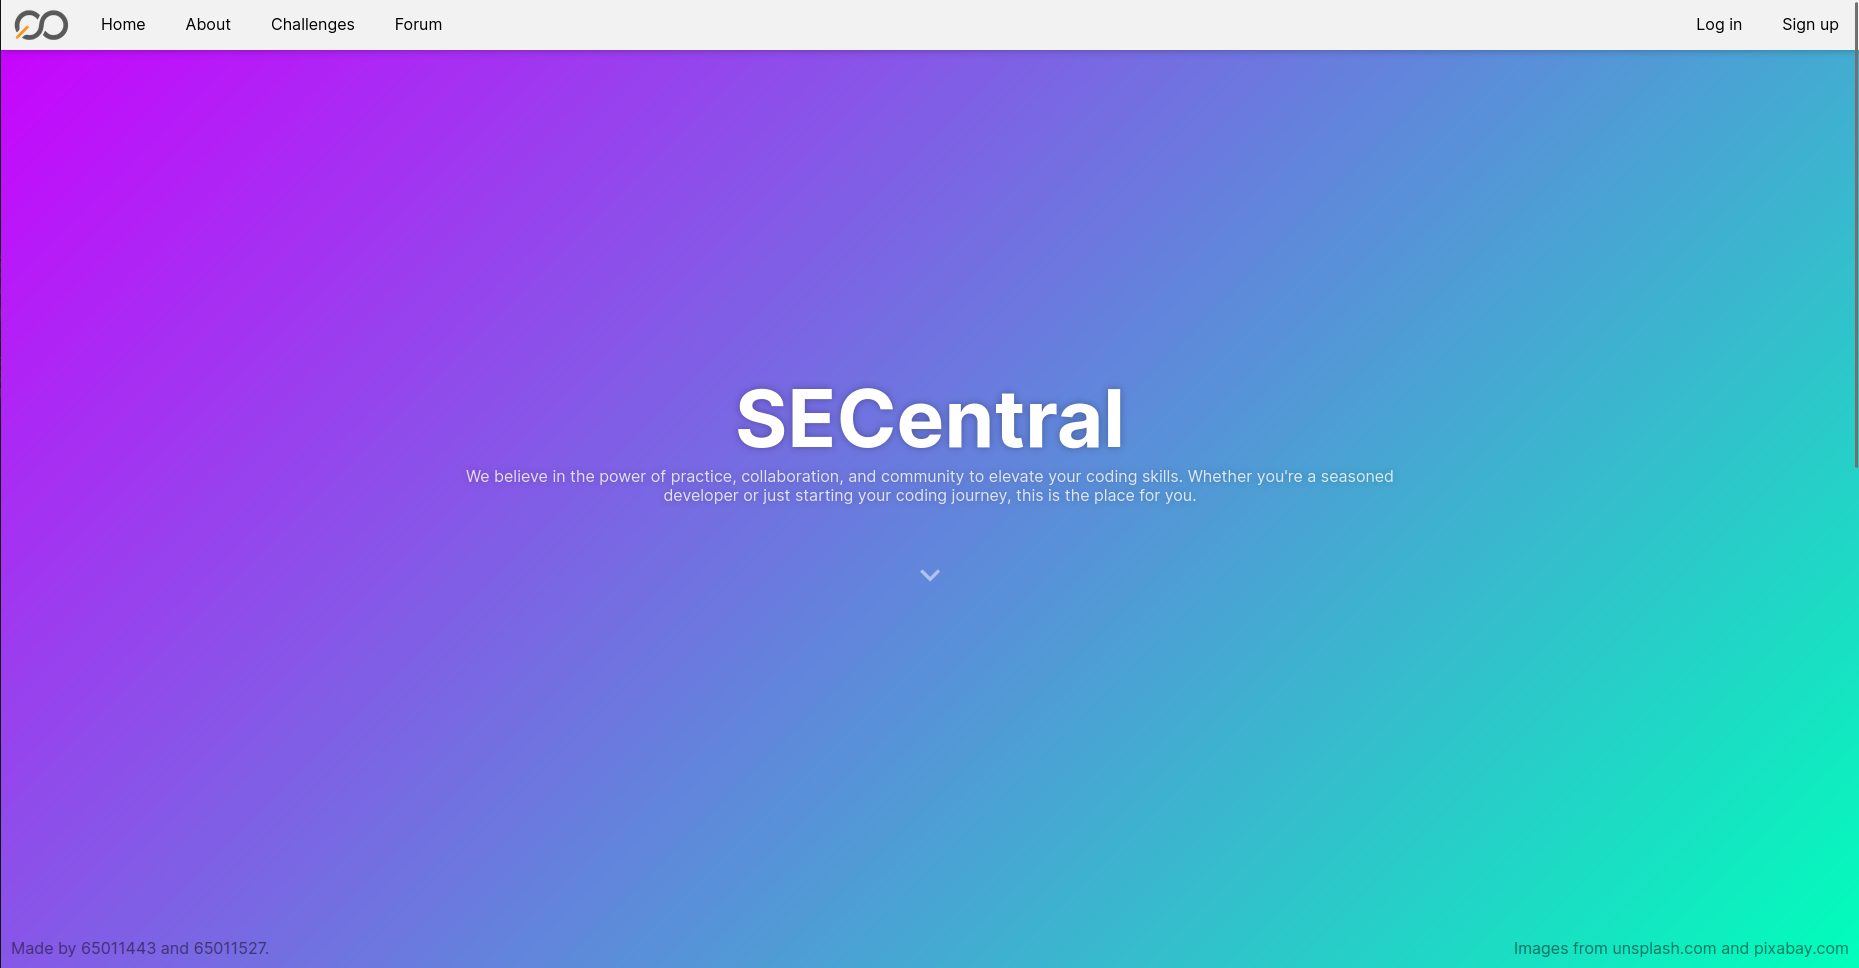 Home About Challenges Forum Log in Sign up
SECentral
We believe in the power of practice, collaboration, and community to elevate your coding skills. Whether you're a seasoned
developer or just starting your coding journey, this is the place for you.
Made by 65011443 and 65011527.
Images from unsplash.com and pixabay.com